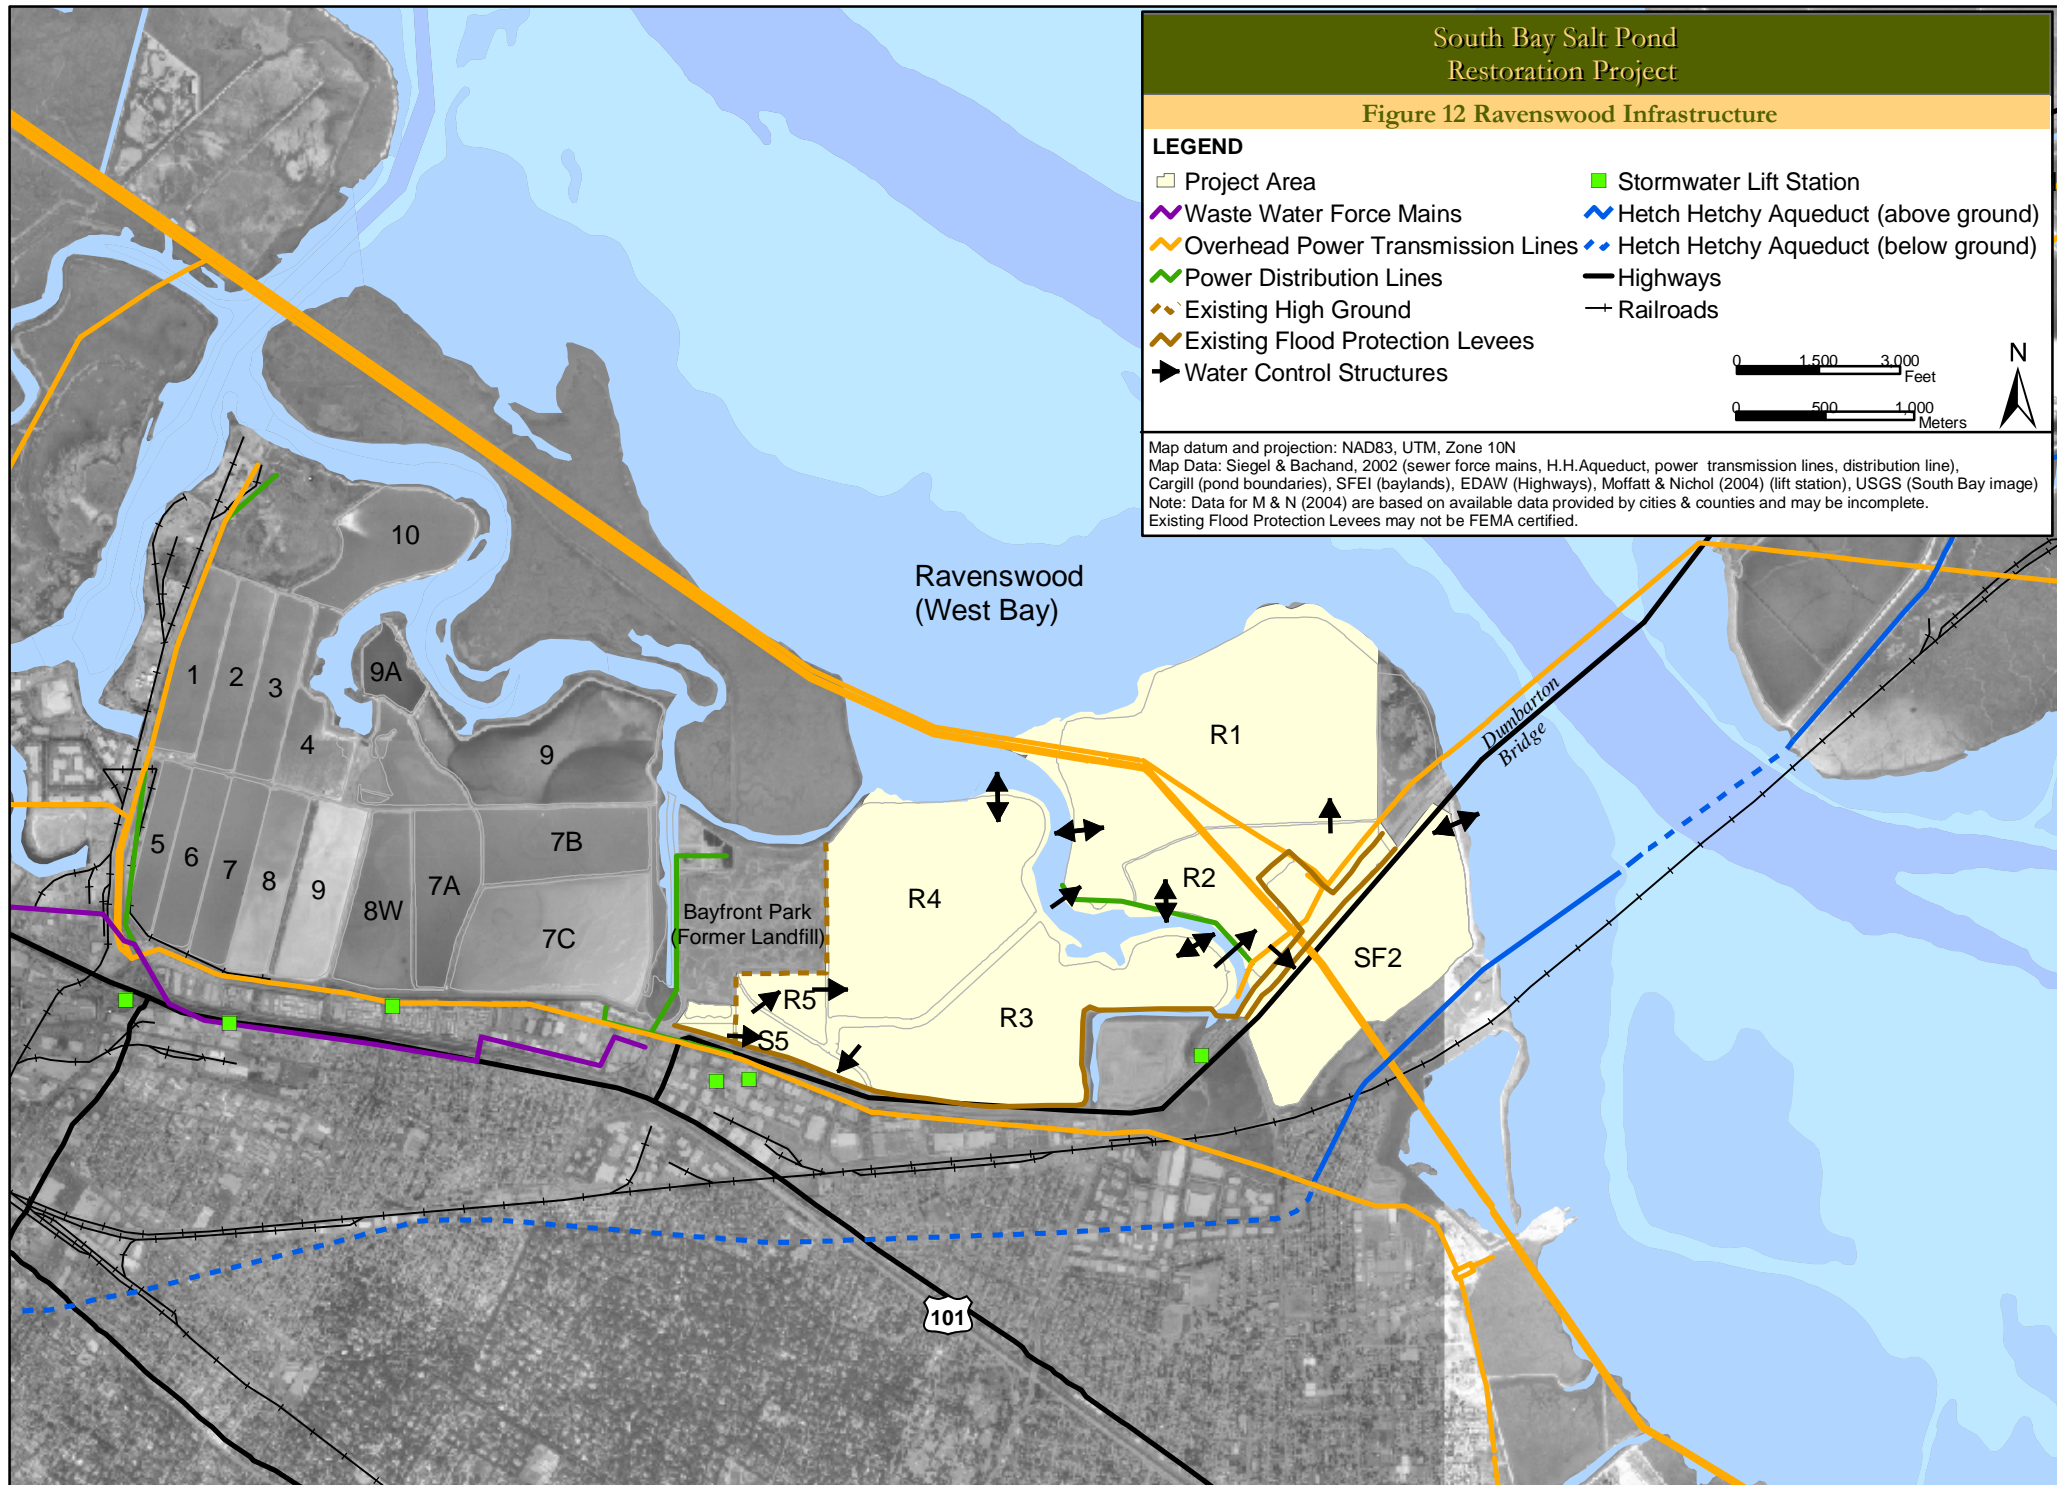 South Bay Salt Pond
Restoration Project
Figure 12 Ravenswood Infrastructure
LEGEND
Project Area
Waste Water Force Mains
Overhead Power Transmission Lines
Power Distribution Lines
Existing High Ground
Existing Flood Protection Levees
Water Control Structures
Stormwater Lift Station
Hetch Hetchy Aqueduct (above ground)
Hetch Hetchy Aqueduct (below ground)
Highways
Railroads
0 1,500 3,000
Feet
0 500 1,000
Meters
N
Map datum and projection: NAD83, UTM, Zone 10N
Map Data: Siegel & Bachand, 2002 (sewer force mains, H.H.Aqueduct, power transmission lines, distribution line),
Cargill (pond boundaries), SFEI (baylands), EDAW (Highways), Moffatt & Nichol (2004) (lift station), USGS (South Bay image)
Note: Data for M & N (2004) are based on available data provided by cities & counties and may be incomplete.
Existing Flood Protection Levees may not be FEMA certified.
Ravenswood
(West Bay)
10
9A
1
2
3
4
9
5
6
7
8
9
8W
7A
7B
7C
Bayfront Park
(Former Landfill)
R1
R2
R4
R3
R5
S5
SF2
Dumbarton
Bridge
101